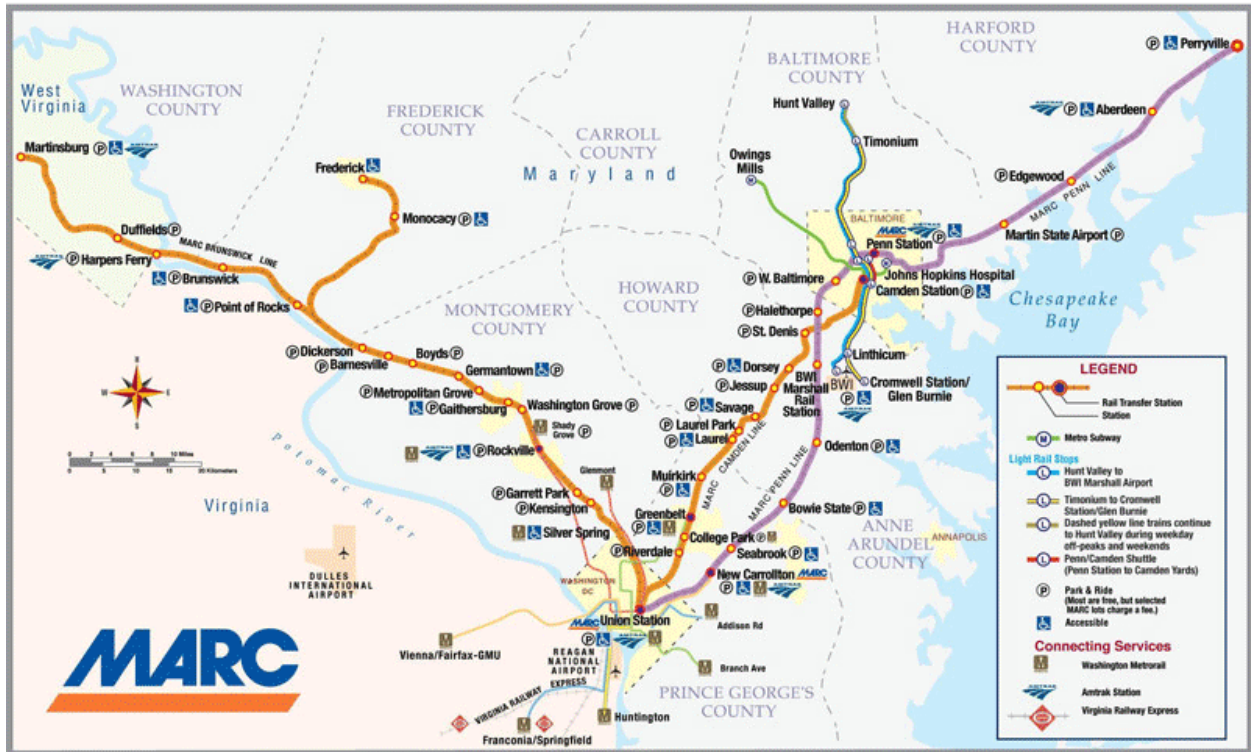 HARFORD
COUNTY
Perryville
BALTIMORE
COUNTY
WASHINGTON
COUNTY
West
Virginia
FREDERICK
COUNTY
CARROLL
COUNTY
Maryland
Hunt Valley
Timonium
Aberdeen
Martinsburg
Frederick
Owings
Mills
Edgewood
MARC PENN LINE
Monocacy
BALTIMORE
MARC
Penn Station
Martin State Airport
Duffields
MARC BRUNSWICK LINE
Harpers Ferry
Brunswick
Point of Rocks
W. Baltimore
Johns Hopkins Hospital
Camden Station
HOWARD
COUNTY
MONTGOMERY
COUNTY
Halethorpe
St. Denis
Chesapeake
Bay
Dickerson
Barnesville
Boyds
Germantown
Metropolitan Grove
Gaithersburg
Washington Grove
Shady
Grove
Rockville
Glenmont
Garrett Park
Kensington
Silver Spring
Dorsey
Jessup
Savage
Laurel Park
Laurel
Muirkirk
MARC CAMDEN LINE
Greenbelt
College Park
Riverdale
Linthicum
BWI
BWI
Marshall
Rail
Station
Cromwell Station/
Glen Burnie
Odenton
MARC PENN LINE
Bowie State
Seabrook
New Carrollton
MARC
ANNE
ARUNDEL
COUNTY
ANNAPOLIS
N
W
E
S
0 2 4 6 8 10 Miles
Virginia
Potomac River
DULLES
INTERNATIONAL
AIRPORT
WASHINGTON
DC
Union Station
MARC
Addison Rd
Branch Ave
Vienna/Fairfax-GMU
REAGAN
NATIONAL
AIRPORT
VIRGINIA RAILWAY EXPRESS
Huntington
Franconia/Springfield
PRINCE GEORGE'S
COUNTY
MARC
LEGEND
Rail Transfer Station
Station
M
Metro Subway
Light Rail Stops
L
Hunt Valley to
BWI Marshall Airport
L
Timonium to Cromwell
Station/Glen Burnie
L
Dashed yellow line trains continue
to Hunt Valley during weekday
off-peaks and weekends
L
Penn/Camden Shuttle
(Penn Station to Camden Yards)
P
Park & Ride
(Most are free, but selected
MARC lots charge a fee.)
Accessible
Connecting Services
Washington Metrorail
Amtrak Station
Virginia Railway Express